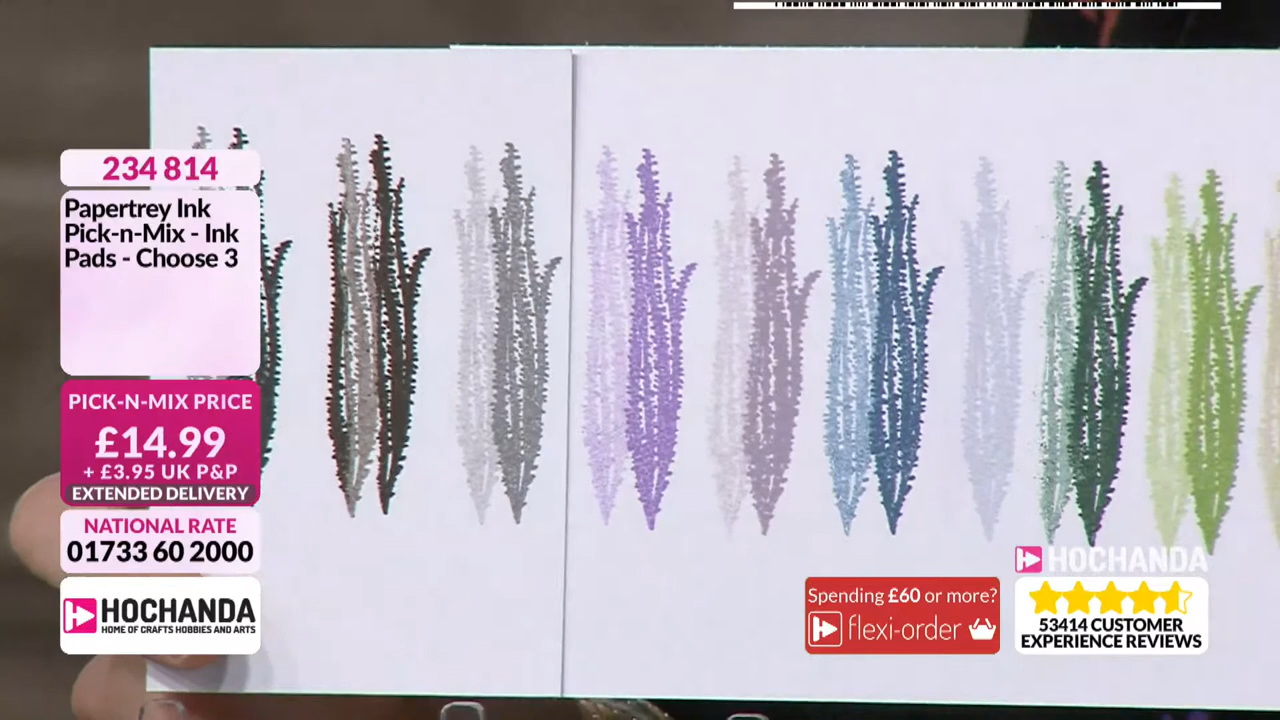 234 814
Papertrey Ink
Pick-n-Mix - Ink
Pads - Choose 3
PICK-N-MIX PRICE
£14.99
+ £3.95 UK P&P
EXTENDED DELIVERY
NATIONAL RATE
01733 60 2000
HOCHANDA
HOME OF CRAFTS HOBBIES AND ARTS
Spending £60 or more?
flexi-order
HOCHANDA
53414 CUSTOMER
EXPERIENCE REVIEWS